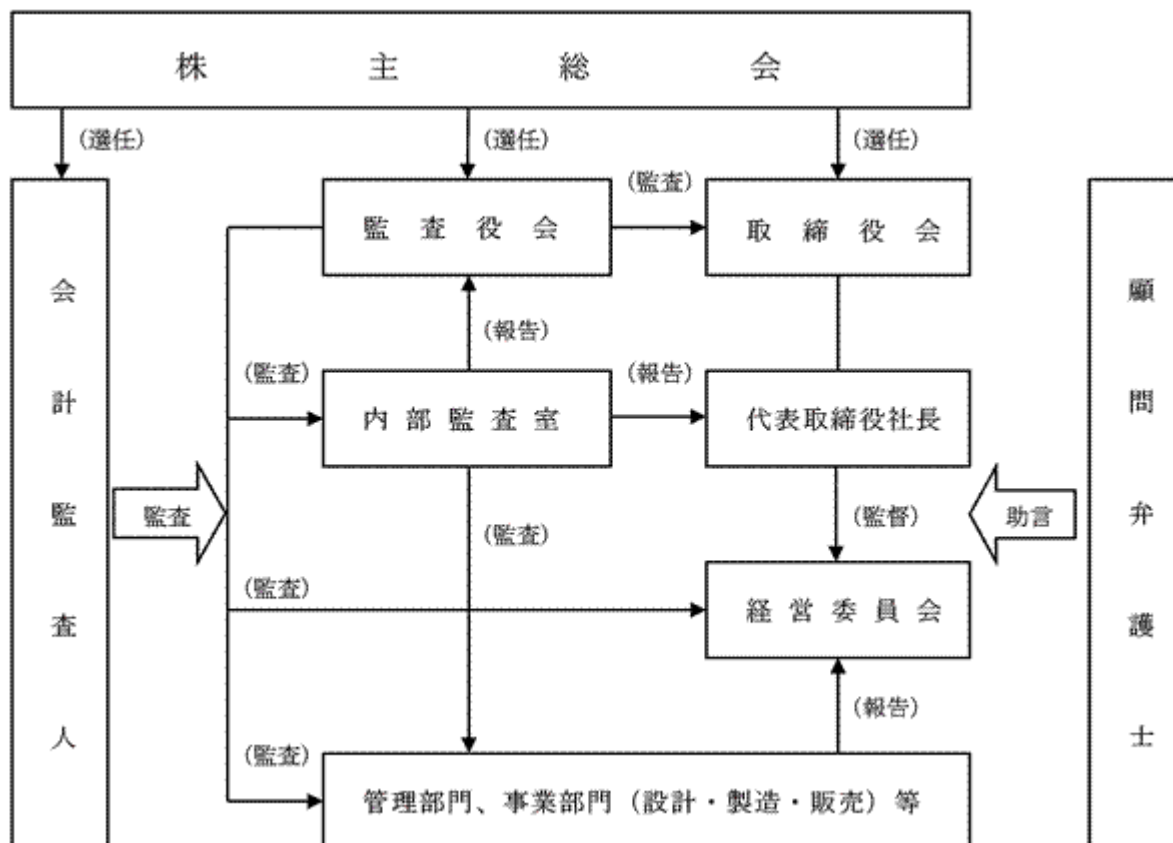 株主総会
(選任)
(選任)
(選任)
会計監査人
監査役会
(監査)
取締役会
顧問弁護士
(報告)
(監査)
内部監査室
(報告)
代表取締役社長
監査
(監査)
(監督)
助言
(監査)
経営委員会
(報告)
(監査)
管理部門、事業部門（設計・製造・販売）等